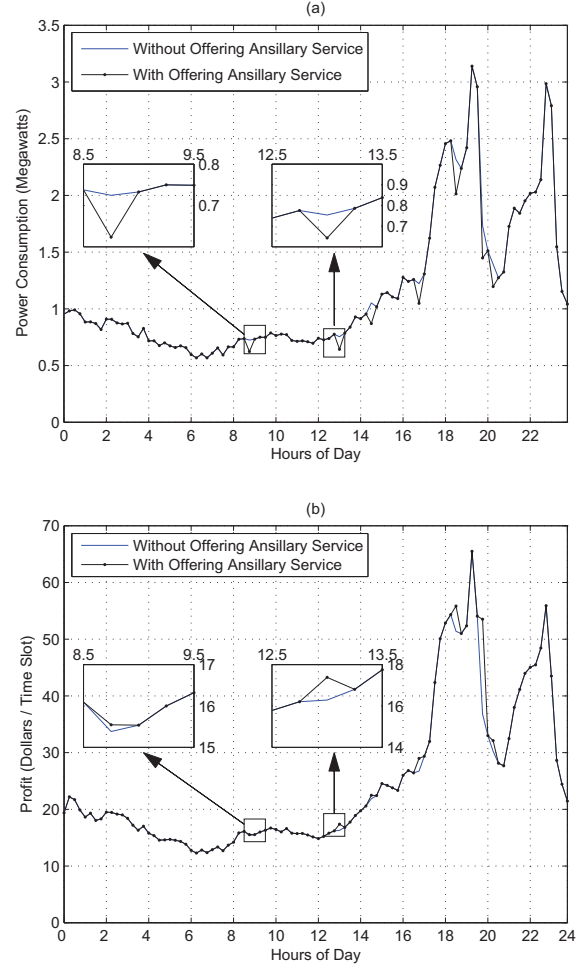 (a)
3.5
3
2.5
2
1.5
1
0.5
0
Power Consumption (Megawatts)
Without Offering Ansillary Service
With Offering Ansillary Service
8.5
9.5
0.8
0.7
12.5
13.5
0.9
0.8
0.7
0 2 4 6 8 10 12 14 16 18 20 22
Hours of Day
(b)
70
60
50
40
30
20
10
0
Profit (Dollars / Time Slot)
Without Offering Ansillary Service
With Offering Ansillary Service
8.5
9.5
17
16
15
12.5
13.5
18
16
14
0 2 4 6 8 10 12 14 16 18 20 22 24
Hours of Day